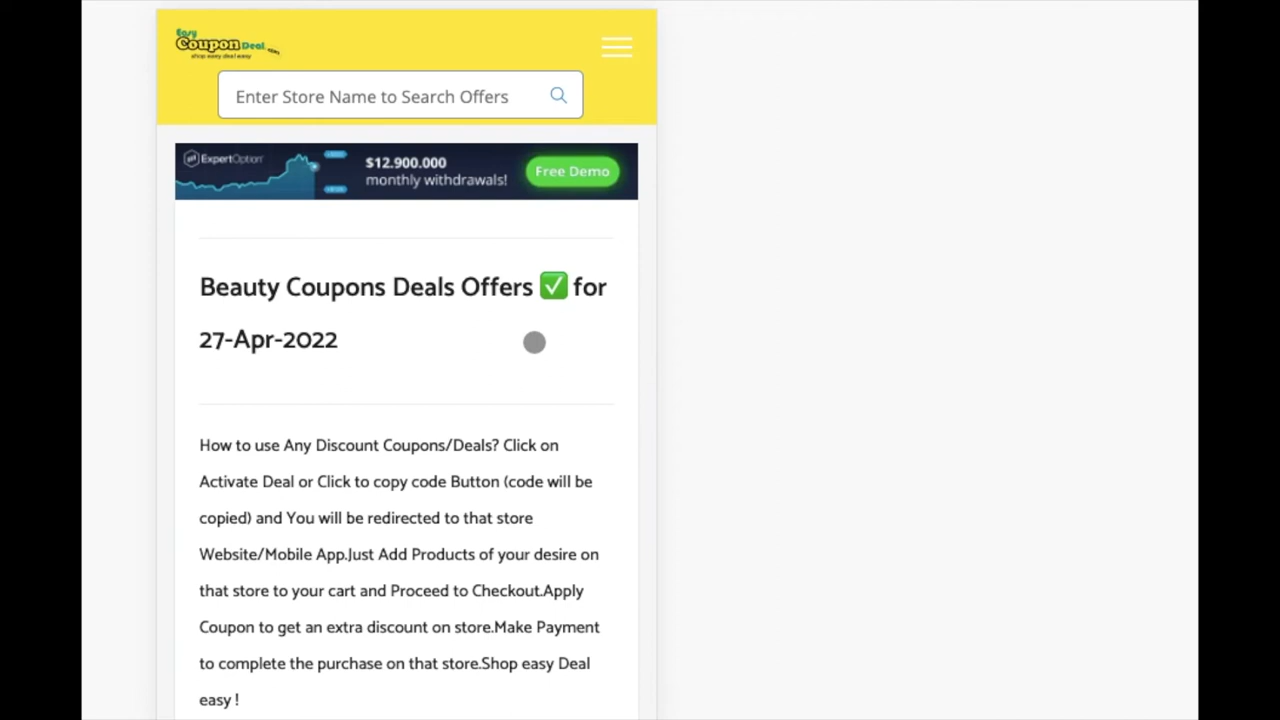 Easy
Coupon Deal
shop easy deal easy
Enter Store Name to Search Offers
ExpertOption
$12.900.000
monthly withdrawals!
Free Demo
Beauty Coupons Deals Offers ✅ for
27-Apr-2022
How to use Any Discount Coupons/Deals? Click on
Activate Deal or Click to copy code Button (code will be
copied) and You will be redirected to that store
Website/Mobile App.Just Add Products of your desire on
that store to your cart and Proceed to Checkout.Apply
Coupon to get an extra discount on store.Make Payment
to complete the purchase on that store.Shop easy Deal
easy !